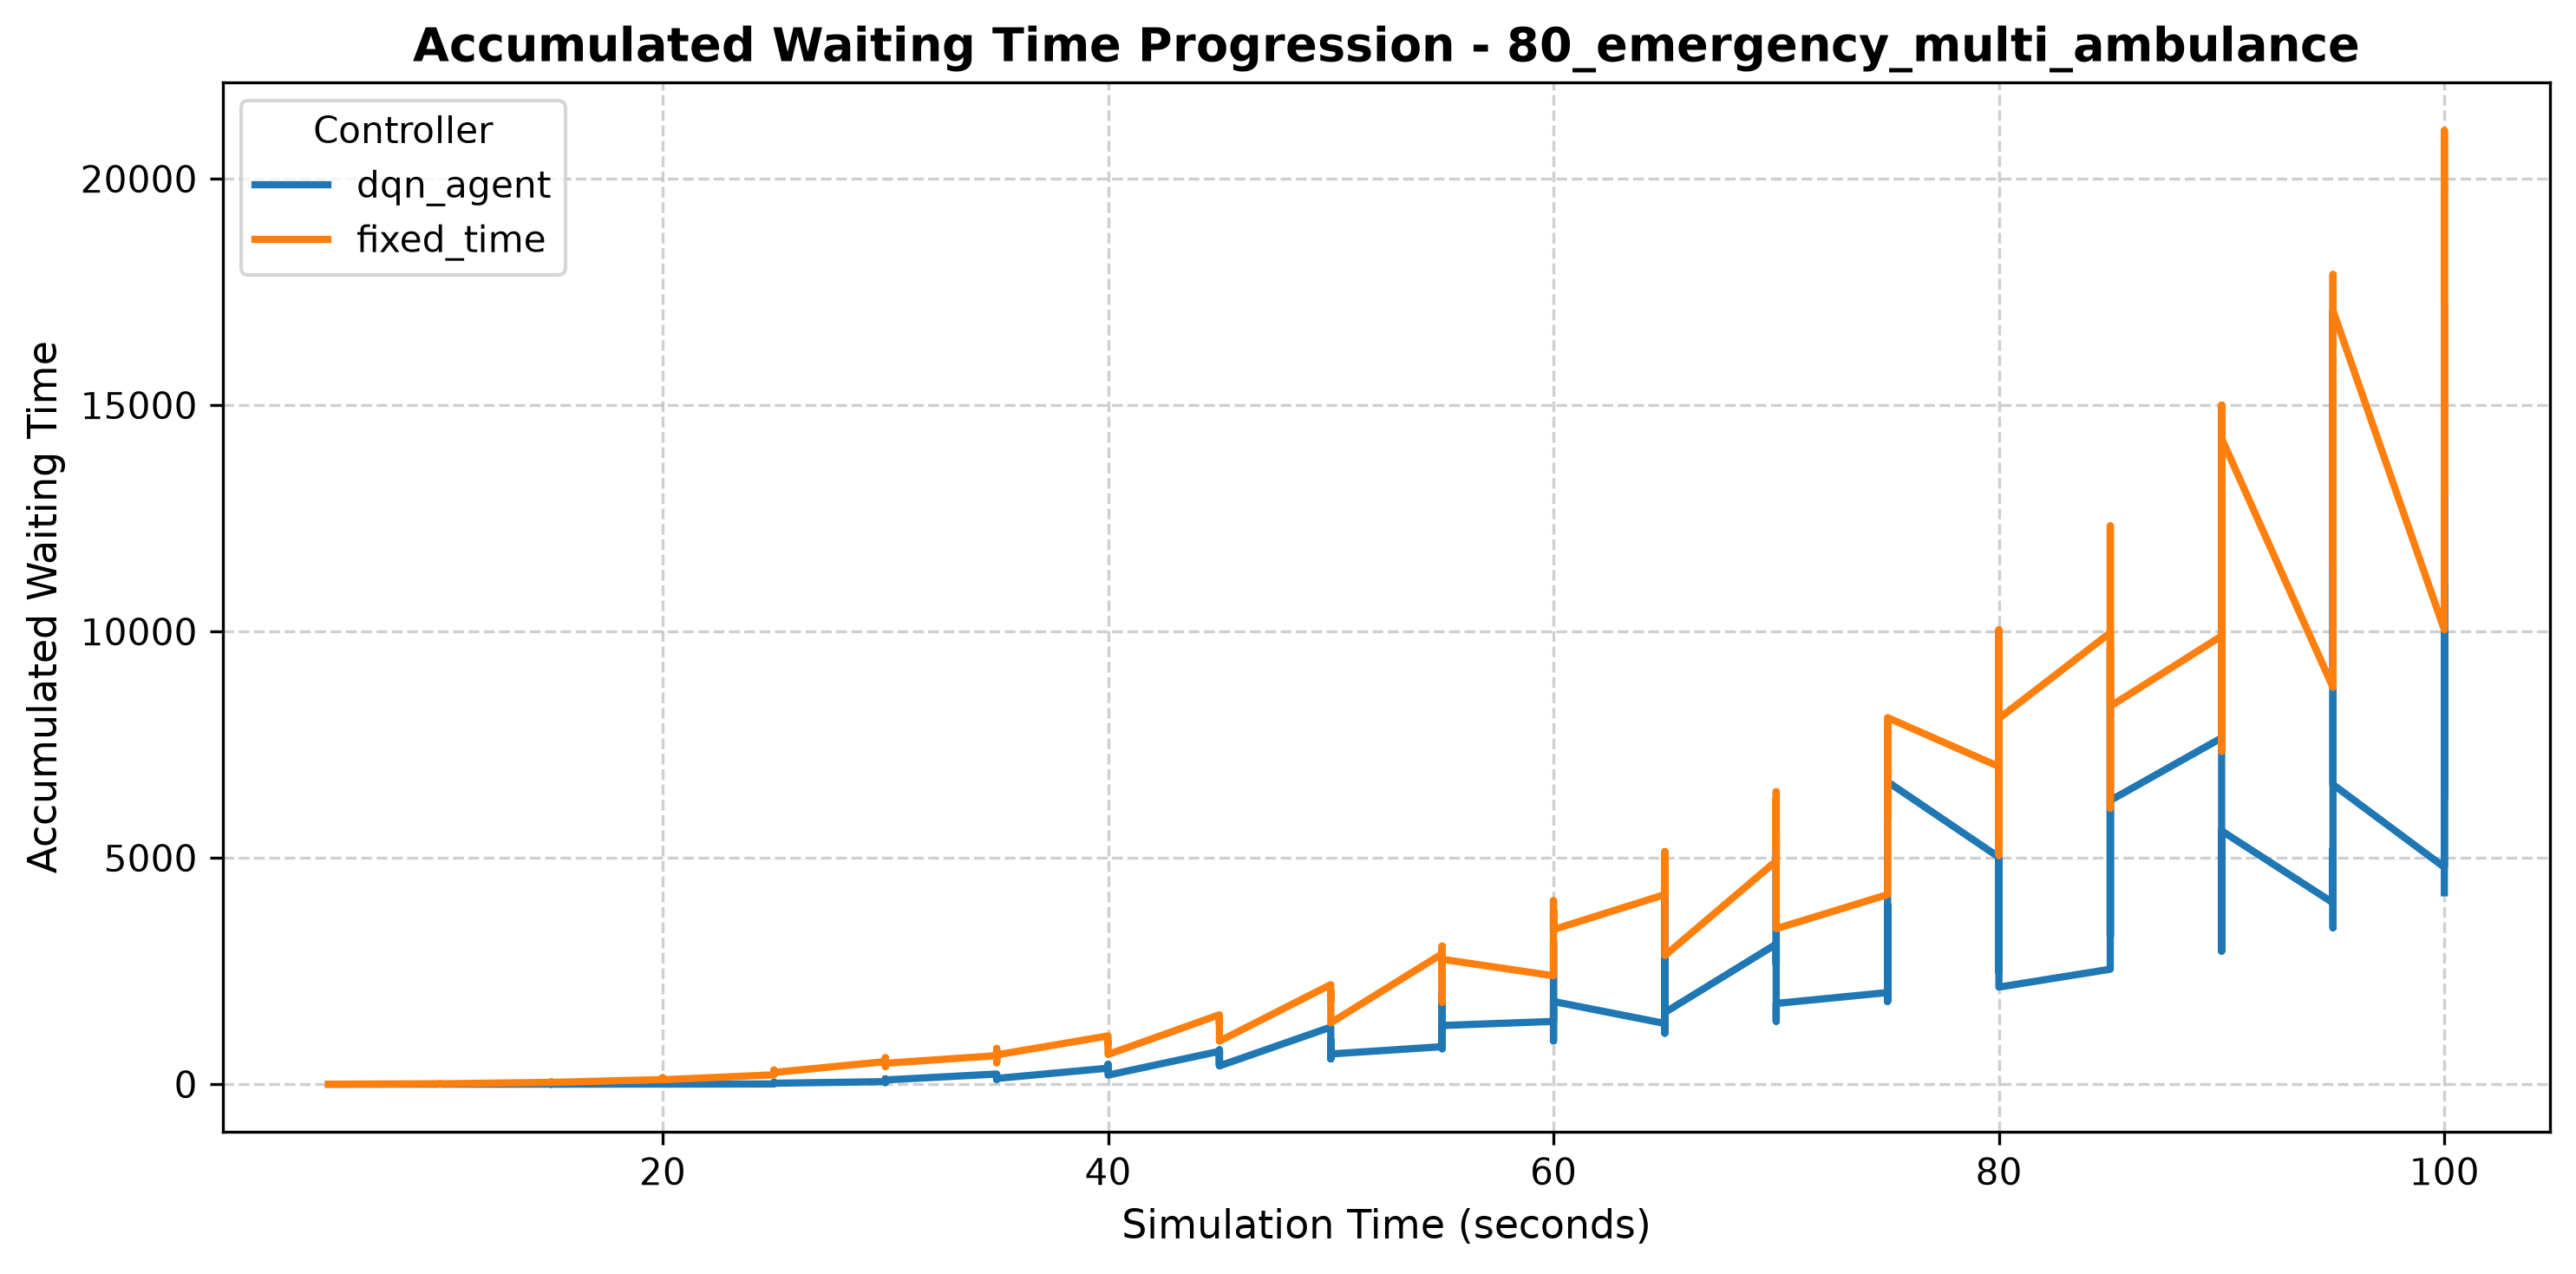 Accumulated Waiting Time Progression - 80_emergency_multi_ambulance
Controller
dqn_agent
fixed_time
Accumulated Waiting Time
20000
15000
10000
5000
0
20
40
60
80
100
Simulation Time (seconds)